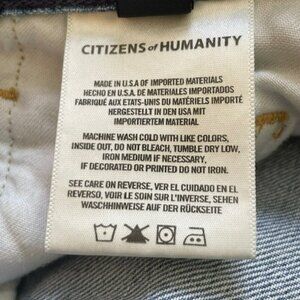 CITIZENS of HUMANITY
MADE IN U.S.A OF IMPORTED MATERIALS
HECHO EN U.S.A. DE MATERIALES IMPORTADOS
FABRIQUÉ AUX ETATS-UNIS DU MATÉRIELS IMPORTÉ
HERGESTELLT IN DEN USA MIT
IMPORTIERTEM MATERIAL
MACHINE WASH COLD WITH LIKE COLORS,
INSIDE OUT, DO NOT BLEACH, TUMBLE DRY LOW,
IRON MEDIUM IF NECESSARY,
IF DECORATED OR PRINTED DO NOT IRON.
SEE CARE ON REVERSE, VER EL CUIDADO EN EL
REVERSO, VOIR LE SOIN SUR L'INVERSE, SEHEN
WASCHHINWEISE AUF DER RÜCKSEITE